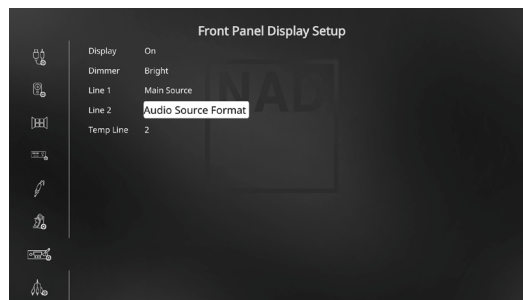 Front Panel Display Setup
Display On
Dimmer Bright
Line 1 Main Source
Line 2 Audio Source Format
Temp Line 2
NAD